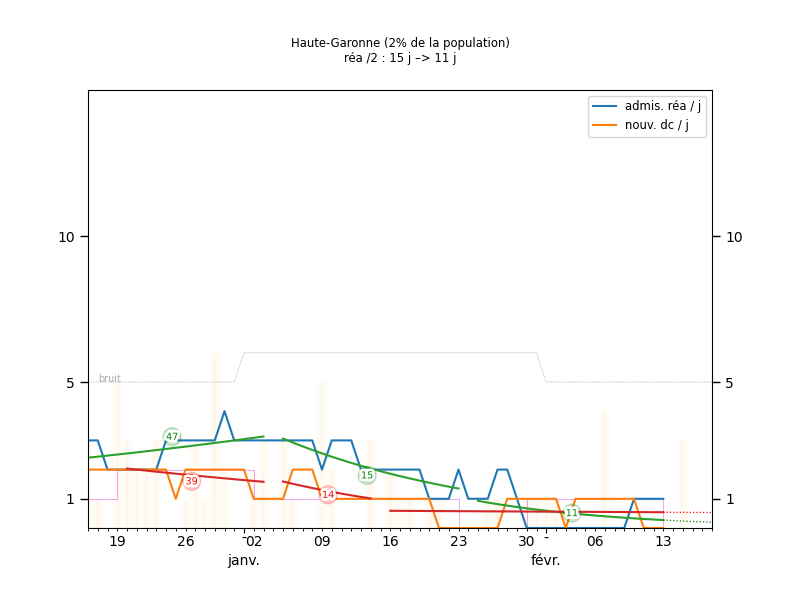 Haute-Garonne (2% de la population)
réa /2 : 15 j –> 11 j
admis. réa / j
nouv. dc / j
10
10
bruit
5
5
47
39
15
14
11
1
1
19
26
02
09
16
23
30
06
13
janv.
févr.